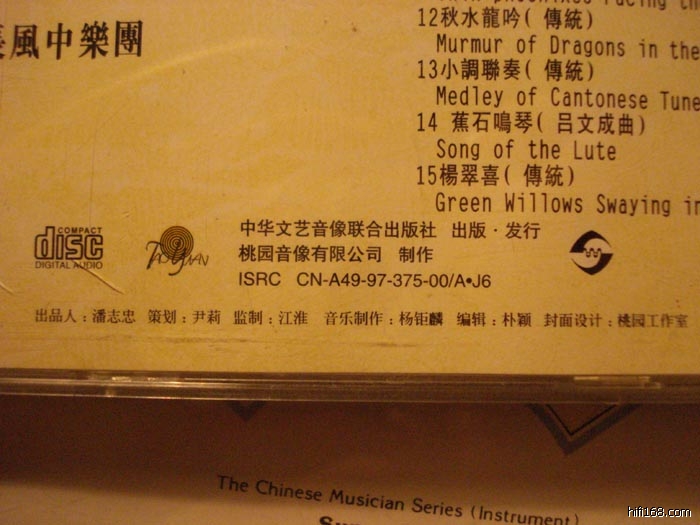 12秋水龍吟( 傳統)
Murmur of Dragons in the
13小調聯奏( 傳統)
Medley of Cantonese Tune
14 蕉石鳴琴( 吕文成曲)
Song of the Lute
15楊翠喜( 傳統)
Green Willows Swaying in
風中樂團
COMPACT
disc
DIGITAL AUDIO
TAO YUAN
中华文艺音像联合出版社 出版·发行
桃园音像有限公司 制作
ISRC CN-A49-97-375-00/A•J6
出品人：潘志忠 策划：尹莉 监制：江淮 音乐制作：杨钜麟 编辑：朴颖 封面设计：桃园工作室
The Chinese Musician Series (Instrument)
hifi168.com